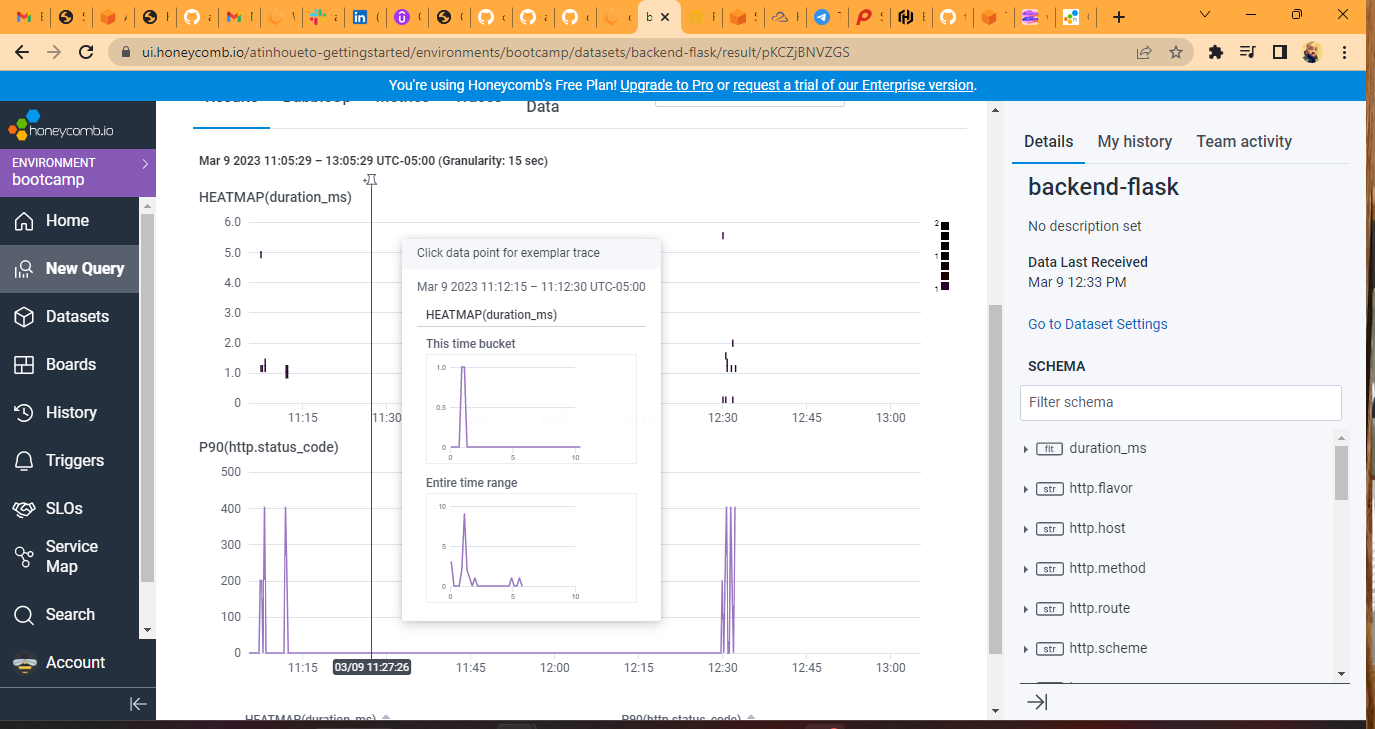 ui.honeycomb.io/atinhoueto-gettingstarted/environments/bootcamp/datasets/backend-flask/result/pKCZjBNVZGS
You're using Honeycomb's Free Plan! Upgrade to Pro or request a trial of our Enterprise version.
honeycomb.io
ENVIRONMENT
bootcamp
Home
New Query
Datasets
Boards
History
Triggers
SLOs
Service
Map
Search
Account
Data
Mar 9 2023 11:05:29 – 13:05:29 UTC-05:00 (Granularity: 15 sec)
HEATMAP(duration_ms)
6.0
5.0
4.0
3.0
2.0
1.0
0
11:15
11:30
12:30
12:45
13:00
2
1
1
Click data point for exemplar trace
Mar 9 2023 11:12:15 – 11:12:30 UTC-05:00
HEATMAP(duration_ms)
This time bucket
1.0
0.5
0
0 5 10
Entire time range
10
5
0
0 5 10
P90(http.status_code)
500
400
300
200
100
0
11:15
03/09 11:27:26
11:45
12:00
12:15
12:30
12:45
13:00
HEATMAP(duration_ms)
P90(http.status_code)
Details
My history
Team activity
backend-flask
No description set
Data Last Received
Mar 9 12:33 PM
Go to Dataset Settings
SCHEMA
Filter schema
flt duration_ms
str http.flavor
str http.host
str http.method
str http.route
str http.scheme